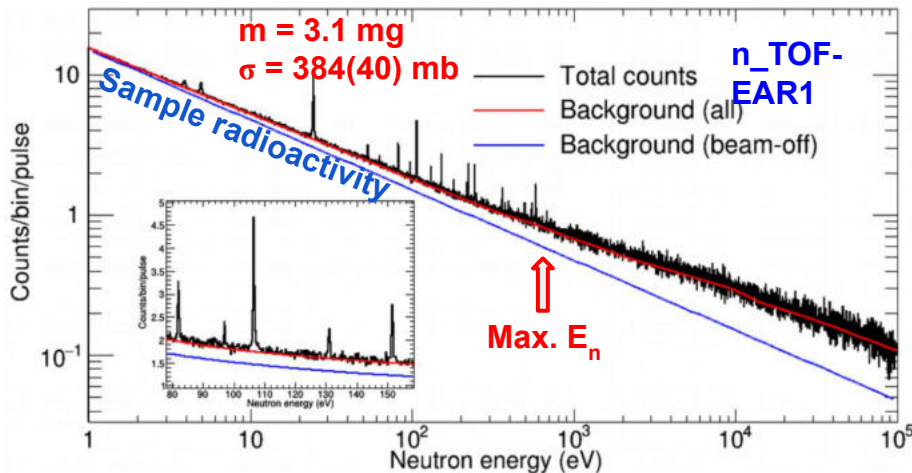 m = 3.1 mg
σ = 384(40) mb
n_TOF-
EAR1
Total counts
Background (all)
Background (beam-off)
Sample radioactivity
Max. Eₙ
Counts/bin/pulse
10
1
10⁻¹
1
10
10²
10³
10⁴
10⁵
Neutron energy (eV)
Counts/bin/pulse
5
4.5
4
3.5
3
2.5
2
1.5
1
80
90
100
110
120
130
140
150
Neutron energy (eV)